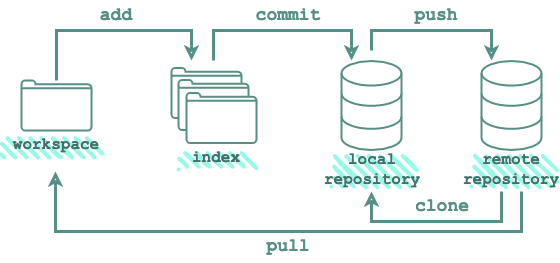 add
commit
push
workspace
index
local
repository
remote
repository
clone
pull